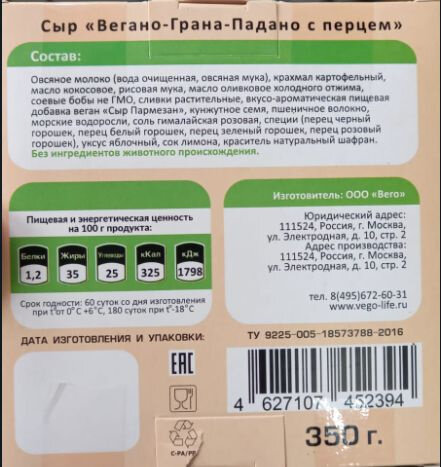 Сыр «Вегано-Грана-Падано с перцем»
Состав:
Овсяное молоко (вода очищенная, овсяная мука), крахмал картофельный,
масло кокосовое, рисовая мука, масло оливковое холодного отжима,
соевые бобы не ГМО, сливки растительные, вкусо-ароматическая пищевая
добавка веган «Сыр Пармезан», кунжутное семя, пшеничное волокно,
морские водоросли, соль гималайская розовая, специи (перец черный
горошек, перец белый горошек, перец зеленый горошек, перец розовый
горошек), уксус яблочный, сок лимона, краситель натуральный шафран.
Без ингредиентов животного происхождения.
Пищевая и энергетическая ценность
на 100 г продукта:
Белки Жиры Углеводы кКал кДж
1,2 35 25 325 1798
Срок годности: 60 суток со дня изготовления
при t°от 0°С +6°С, 180 суток при t°-18°С
Изготовитель: ООО «Вего»
Юридический адрес:
111524, Россия, г. Москва,
ул. Электродная, д. 10, стр. 2
Адрес производства:
111524, Россия, г. Москва,
ул. Электродная, д. 10, стр. 2
тел. 8(495)672-60-31
www.vego-life.ru
ДАТА ИЗГОТОВЛЕНИЯ И УПАКОВКИ:
ТУ 9225-005-18573788-2016
ЕАС
4 627107 452394
C-PA/PP
350 г.